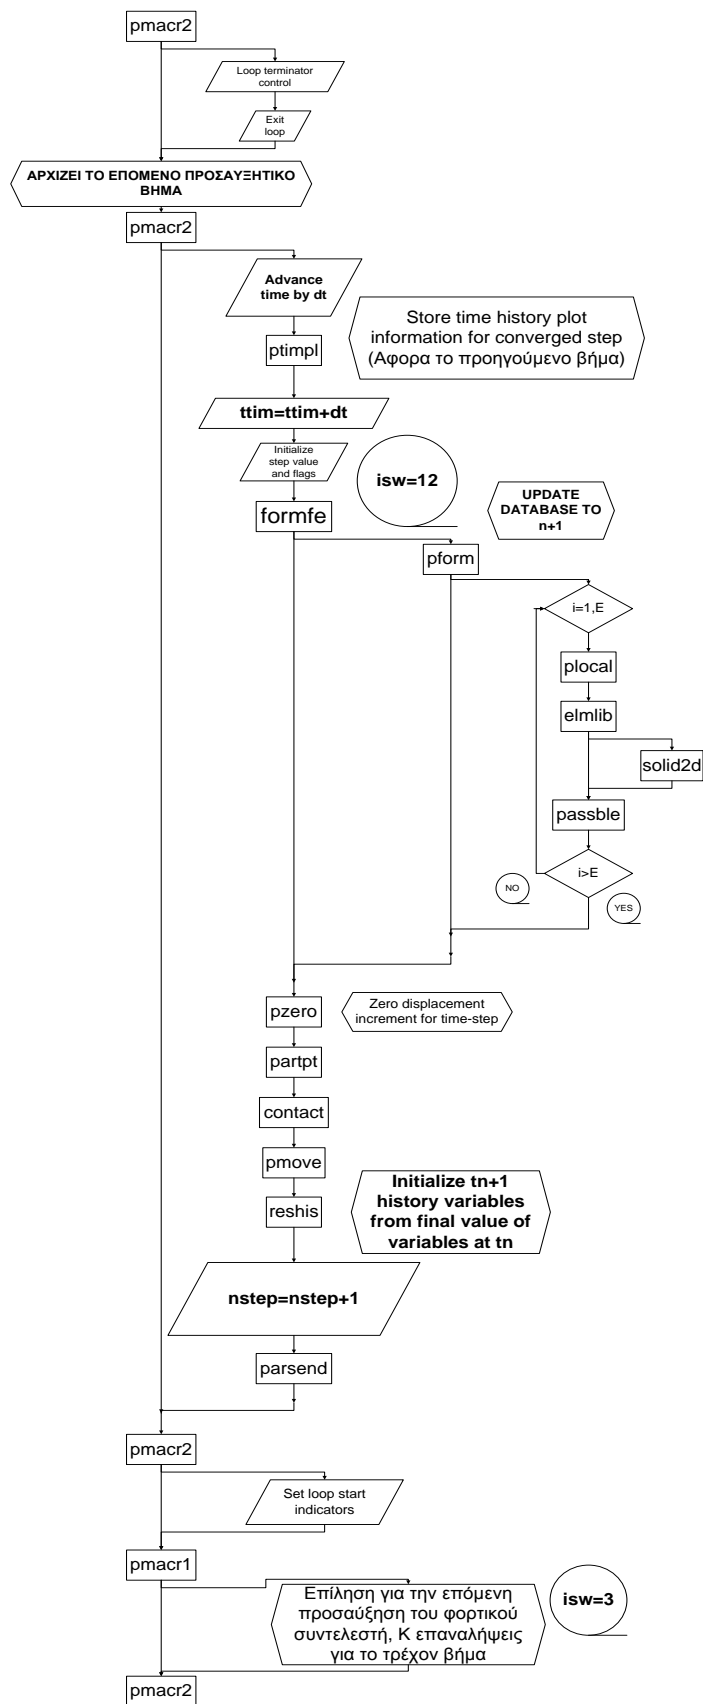 pmacr2
Loop terminator
control
Exit
loop
ΑΡΧΙΖΕΙ ΤΟ ΕΠΟΜΕΝΟ ΠΡΟΣΑΥΞΗΤΙΚΟ
ΒΗΜΑ
pmacr2
Advance
time by dt
Store time history plot
information for converged step
(Αφορα το προηγούμενο βήμα)
ptimpl
ttim=ttim+dt
Initialize
step value
and flags
isw=12
UPDATE
DATABASE TO
n+1
formfe
pform
i=1,E
plocal
elmlib
solid2d
passble
i>E
NO
YES
pzero
Zero displacement
increment for time-step
partpt
contact
pmove
reshis
Initialize tn+1
history variables
from final value of
variables at tn
nstep=nstep+1
parsend
pmacr2
Set loop start
indicators
pmacr1
Επίληση για την επόμενη
προσαύξηση του φορτικού
συντελεστή, Κ επαναλήψεις
για το τρέχον βήμα
isw=3
pmacr2